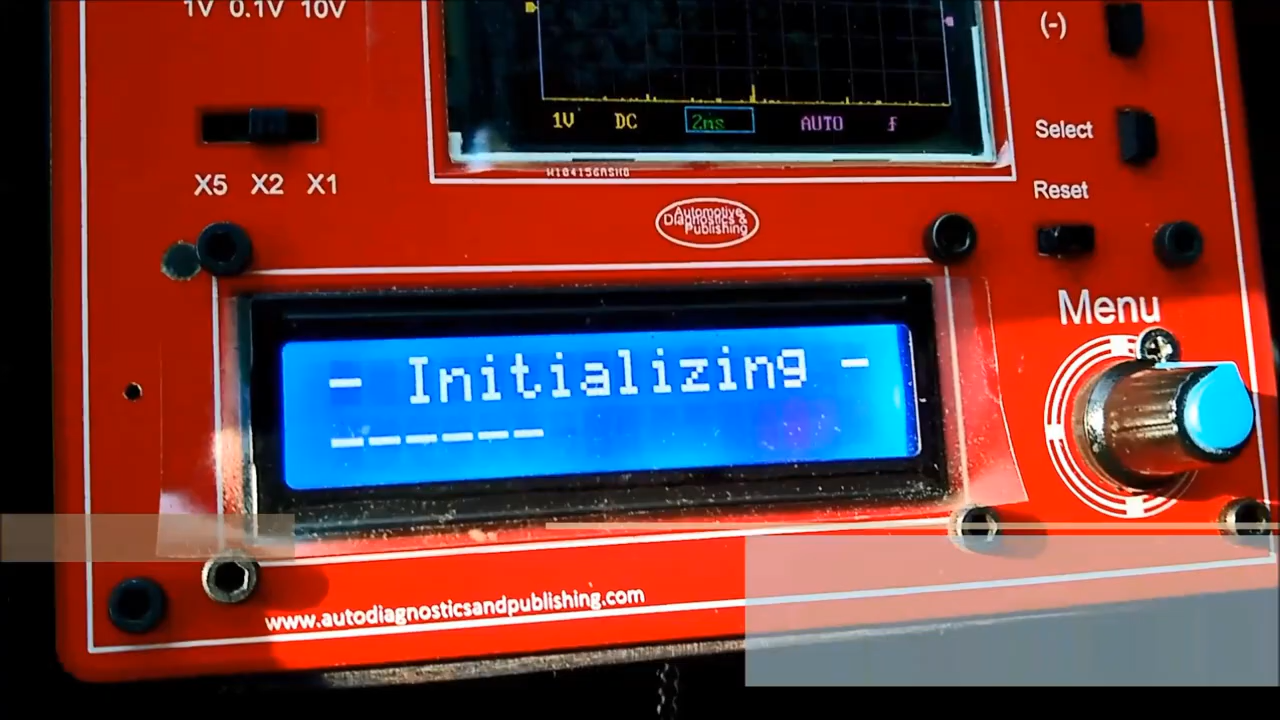 1V 0.1V 10V
(-)
1V DC 2ms AUTO
Select
X5 X2 X1
Reset
Automotive
Diagnostics &
Publishing
Menu
- Initializing -
------
www.autodiagnosticsandpublishing.com